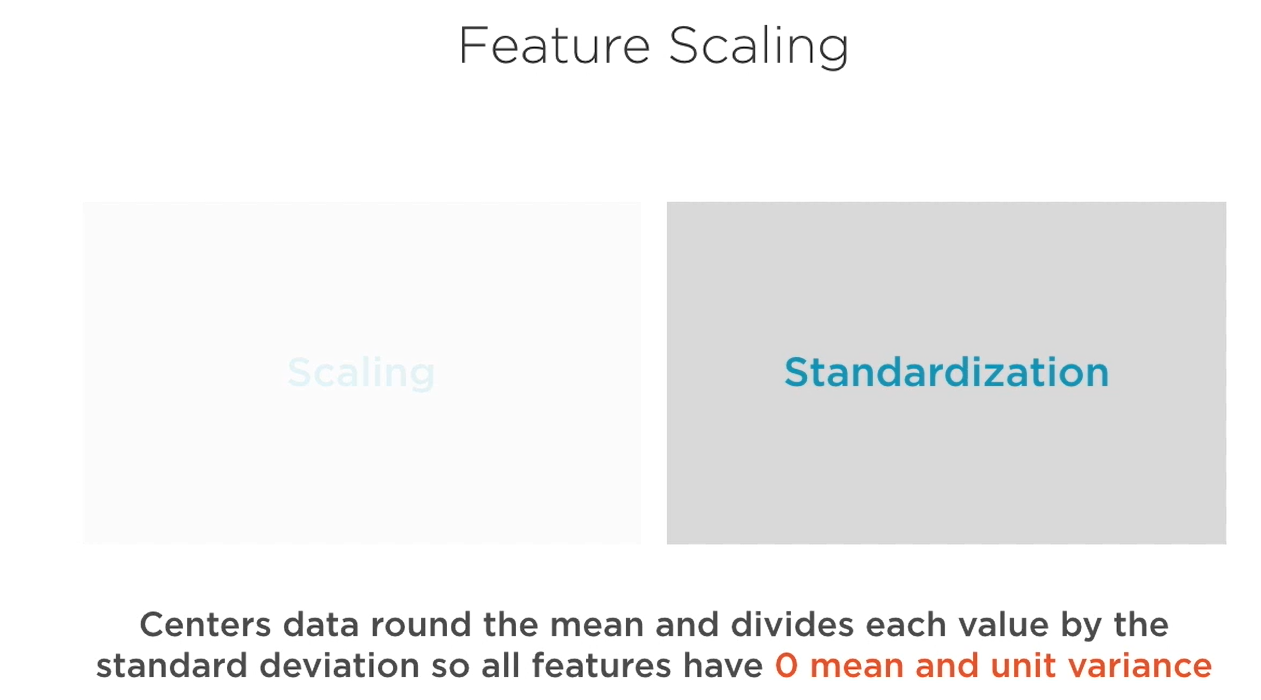 Feature Scaling
Scaling
Standardization
Centers data round the mean and divides each value by the
standard deviation so all features have 0 mean and unit variance